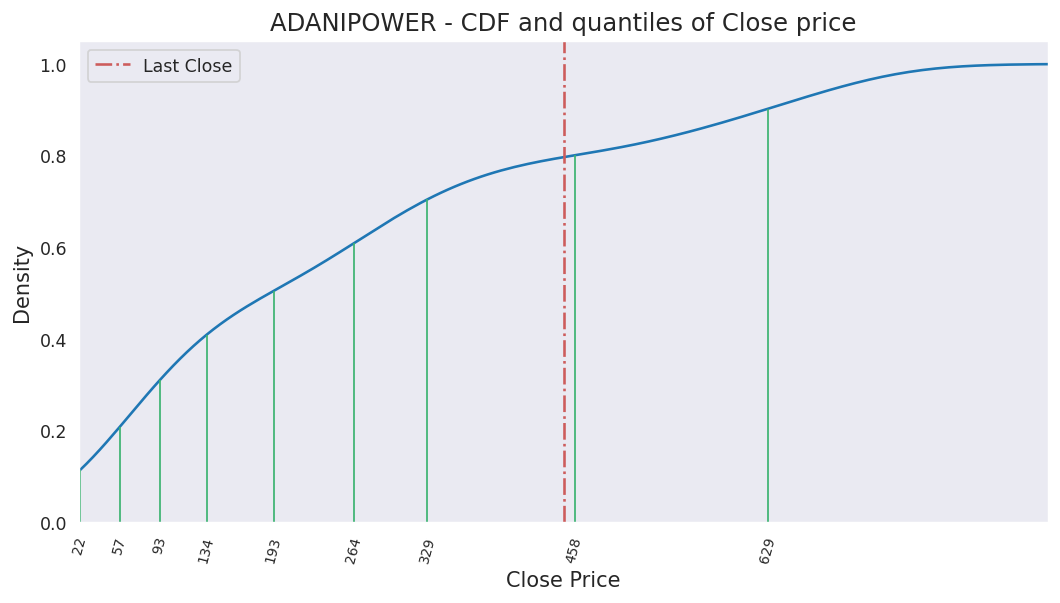 ADANIPOWER - CDF and quantiles of Close price
Last Close
1.0
0.8
0.6
0.4
0.2
0.0
Density
22 57 93 134 193 264 329 458 629
Close Price